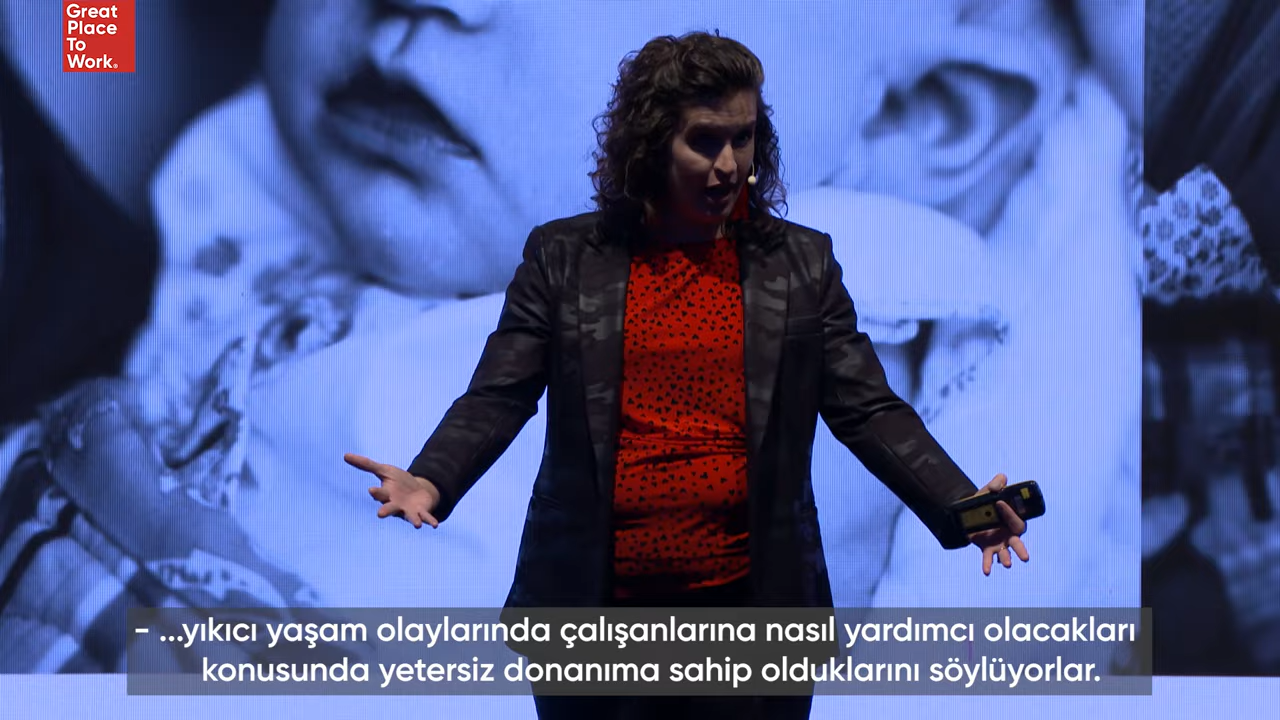 Great
Place
To
Work®
- ...yıkıcı yaşam olaylarında çalışanlarına nasıl yardımcı olacakları
konusunda yetersiz donanıma sahip olduklarını söylüyorlar.